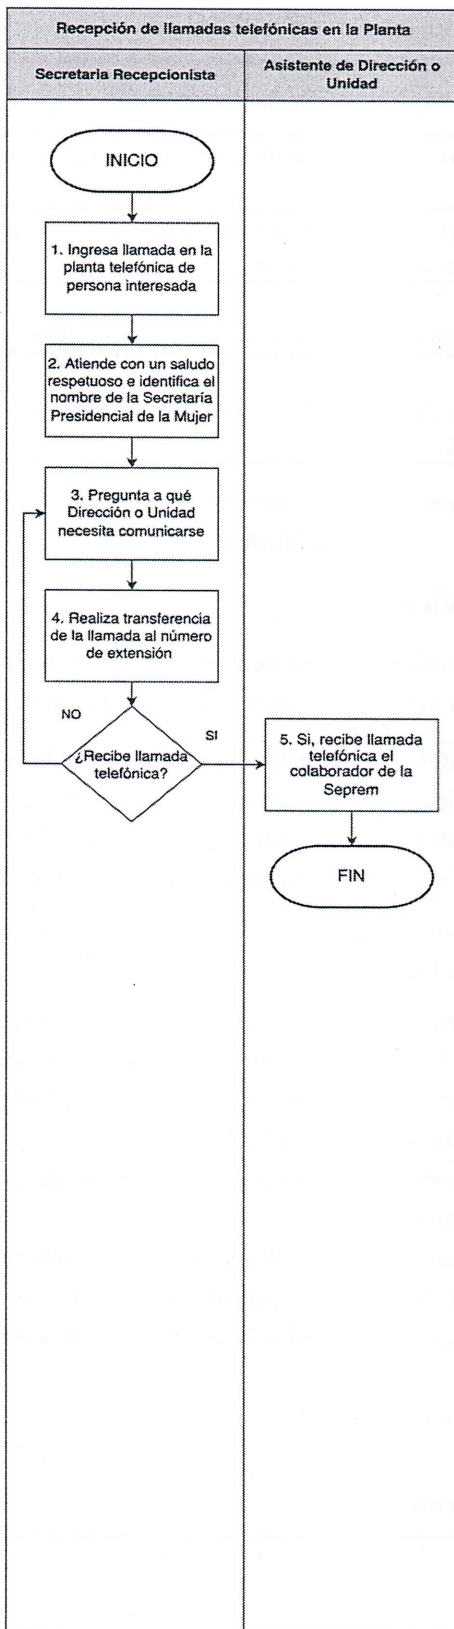 Recepción de llamadas telefónicas en la Planta
Secretaria Recepcionista
Asistente de Dirección o
Unidad
INICIO
1. Ingresa llamada en la
planta telefónica de
persona interesada
2. Atiende con un saludo
respetuoso e identifica el
nombre de la Secretaría
Presidencial de la Mujer
3. Pregunta a qué
Dirección o Unidad
necesita comunicarse
4. Realiza transferencia
de la llamada al número
de extensión
NO
¿Recibe llamada
telefónica?
SI
5. Si, recibe llamada
telefónica el
colaborador de la
Seprem
FIN